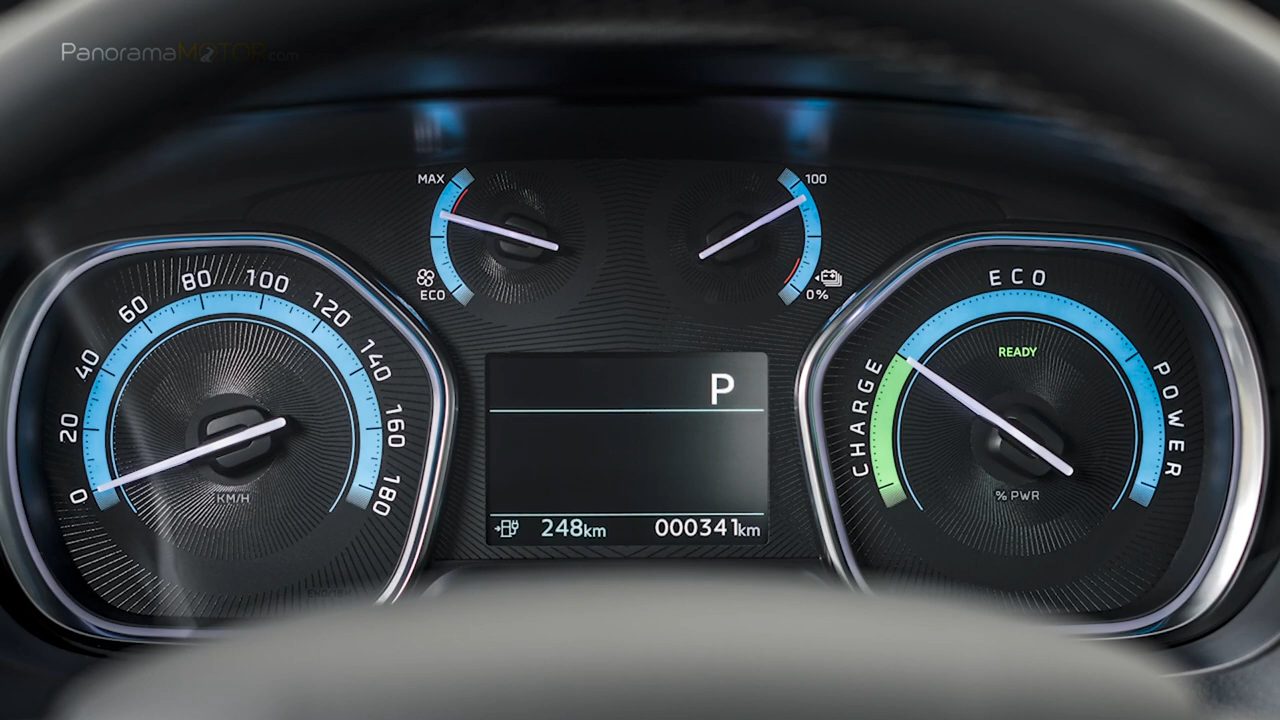 PanoramaMOTOR.com
MAX
ECO
100
0%
0
20
40
60
80
100
120
140
160
180
KM/H
P
248km
000341km
CHARGE
ECO
POWER
READY
% PWR